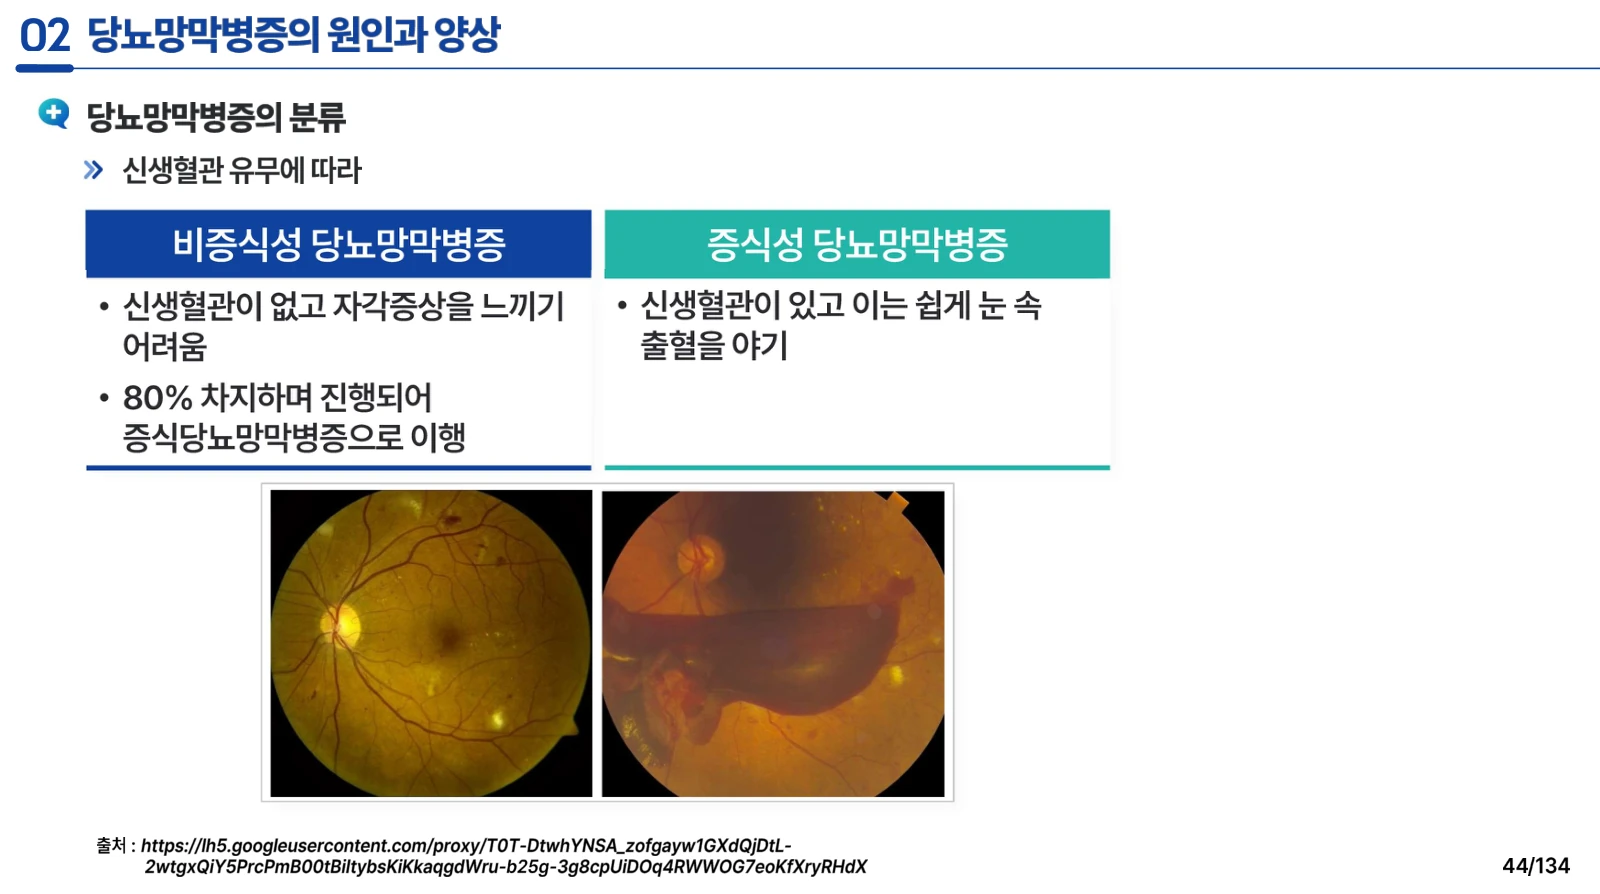 02 당뇨망막병증의 원인과 양상
당뇨망막병증의 분류
신생혈관 유무에 따라
비증식성 당뇨망막병증
• 신생혈관이 없고 자각증상을 느끼기
어려움
• 80% 차지하며 진행되어
증식당뇨망막병증으로 이행
증식성 당뇨망막병증
• 신생혈관이 있고 이는 쉽게 눈 속
출혈을 야기
출처 : https://lh5.googleusercontent.com/proxy/T0T-DtwhYNSA_zofgayw1GXdQjDtL-
2wtgxQiY5PrcPmB00tBiltybsKiKkaqgdWru-b25g-3g8cpUiDOq4RWWOG7eoKfXryRHdX
44/134